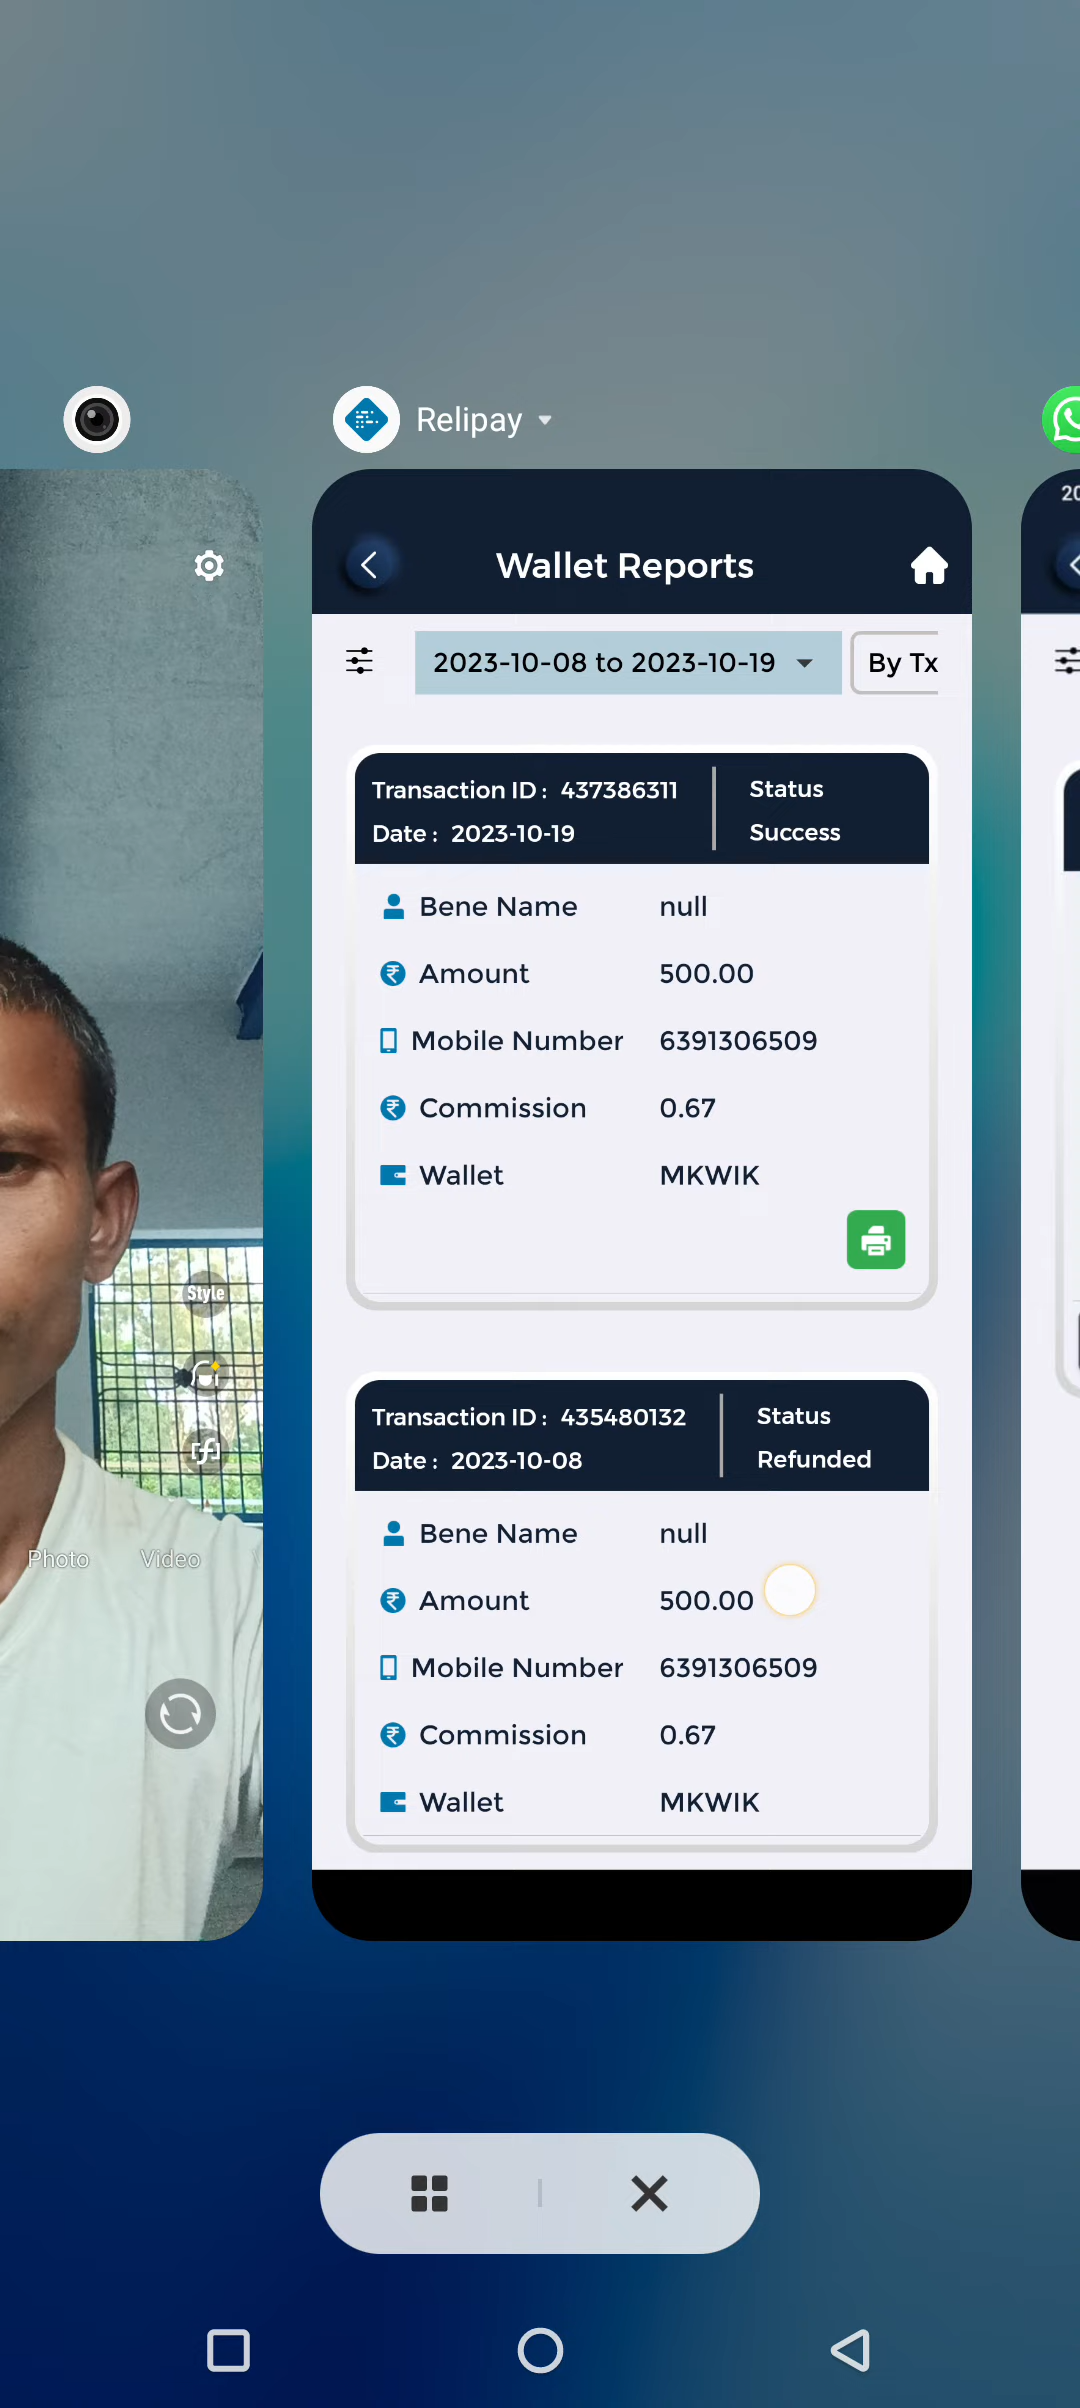 Relipay
20
Wallet Reports
2023-10-08 to 2023-10-19
By Tx
Transaction ID : 437386311
Status
Date : 2023-10-19
Success
Bene Name null
Amount 500.00
Mobile Number 6391306509
Commission 0.67
Wallet MKWIK
Style
Transaction ID : 435480132
Status
Date : 2023-10-08
Refunded
Bene Name null
Photo Video
Amount 500.00
Mobile Number 6391306509
Commission 0.67
Wallet MKWIK